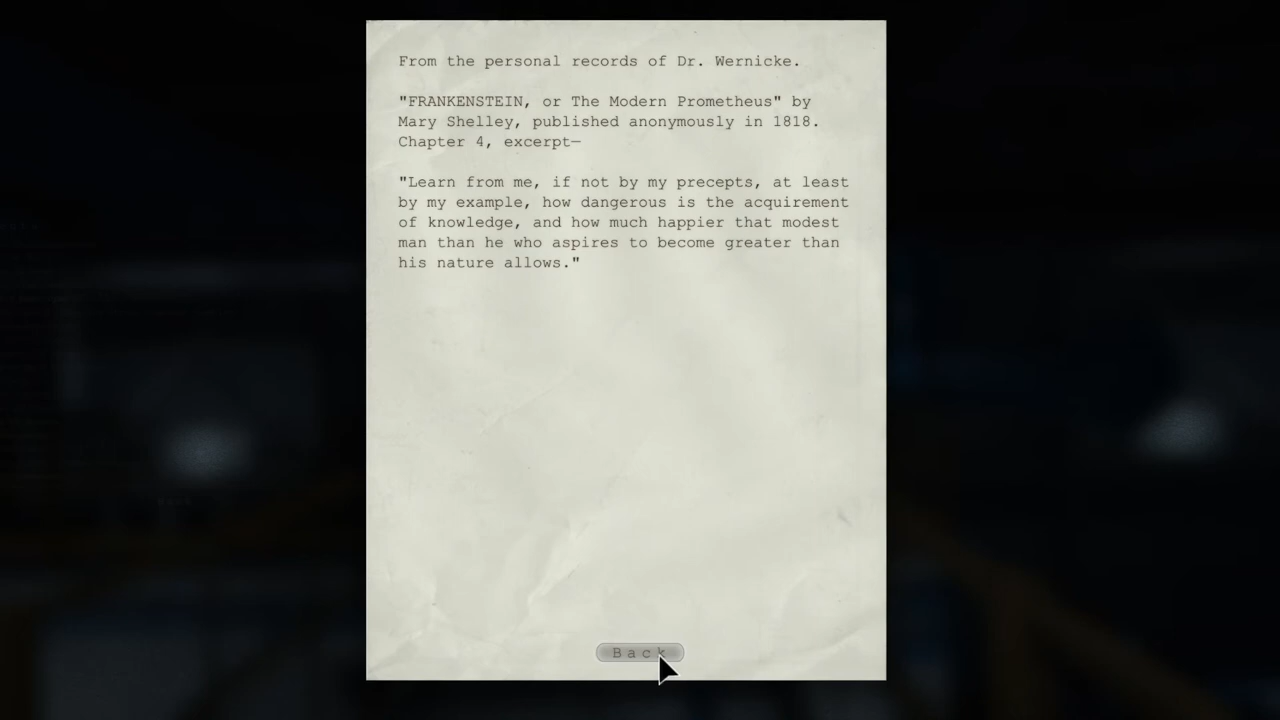 From the personal records of Dr. Wernicke.
"FRANKENSTEIN, or The Modern Prometheus" by
Mary Shelley, published anonymously in 1818.
Chapter 4, excerpt—
"Learn from me, if not by my precepts, at least
by my example, how dangerous is the acquirement
of knowledge, and how much happier that modest
man than he who aspires to become greater than
his nature allows."
Back